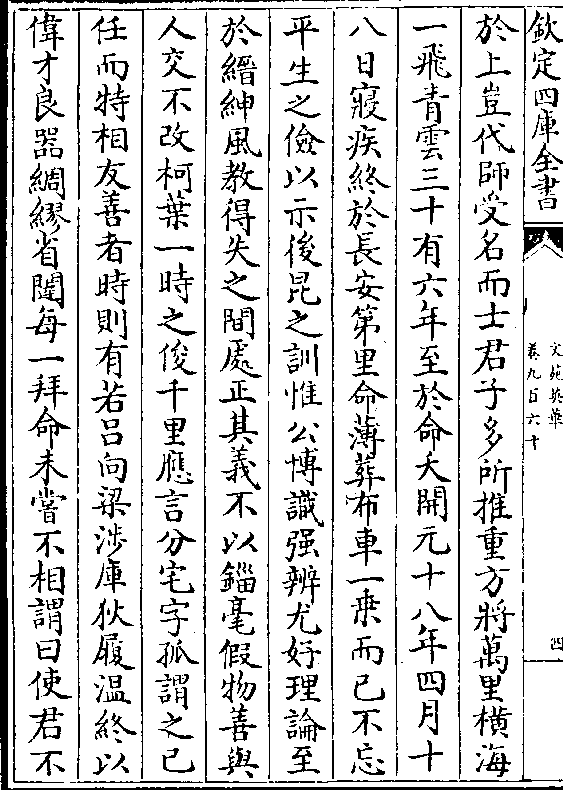 欽定四庫全書
文苑英華
卷九百六十
四
於上豈代師受名而士君子多所推重方將萬里横海
一飛青雲三十有六年至於命夭開元十八年四月十
八日寢疾終於長安第里命薄葬布車一乗而已不忘
平生之儉以示後昆之訓惟公博識强辨尤好理論至
於縉紳風教得失之間處正其義不以錙毫假物善與
人交不改柯葉一時之俊千里應言分宅字孤謂之已
任而特相友善者時則有若吕向梁涉庫狄履温終以
偉才良器綢繆省闥每一拜命未嘗不相謂曰使君不